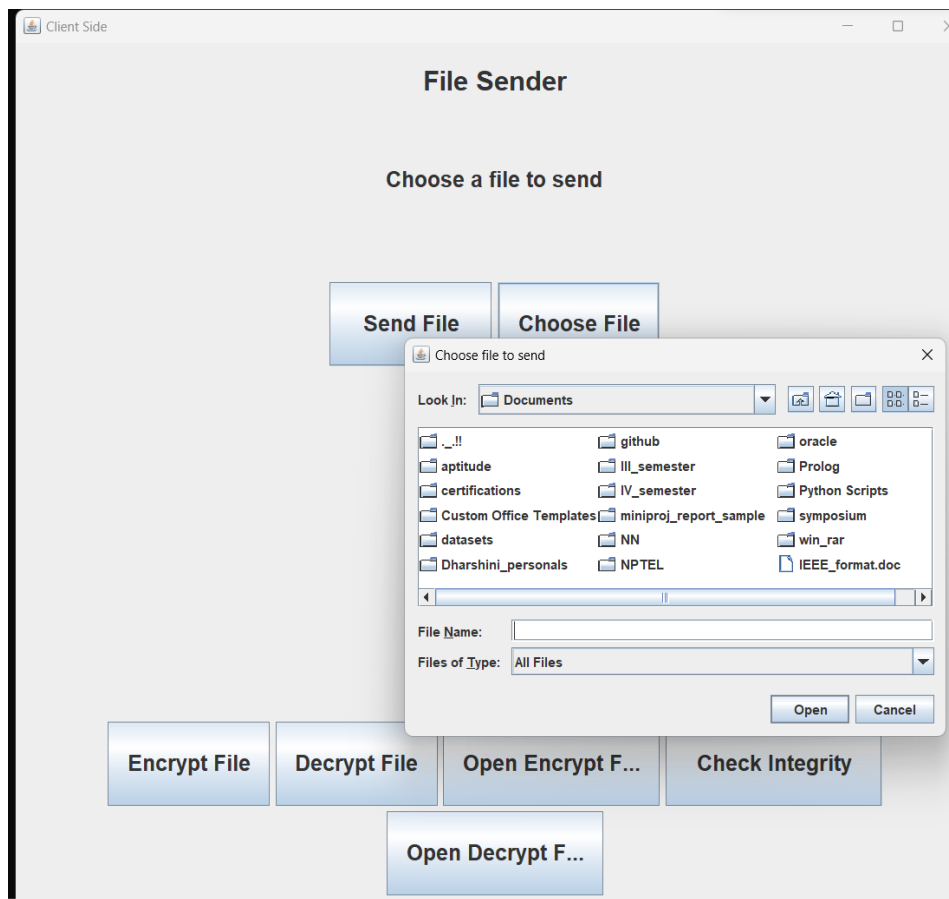 Client Side
File Sender
Choose a file to send
Send File
Choose File
Choose file to send
Look In:
Documents
._.!!
github
oracle
aptitude
III_semester
Prolog
certifications
IV_semester
Python Scripts
Custom Office Templates
miniproj_report_sample
symposium
datasets
NN
win_rar
Dharshini_personals
NPTEL
IEEE_format.doc
File Name:
Files of Type:
All Files
Open
Cancel
Encrypt File
Decrypt File
Open Encrypt F...
Check Integrity
Open Decrypt F...